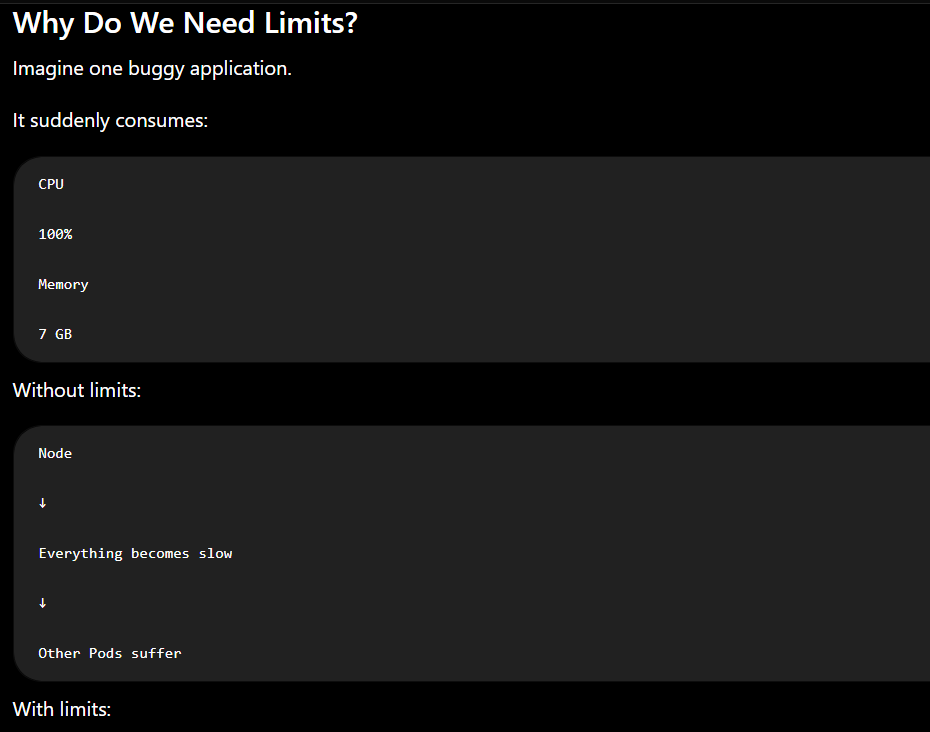 Why Do We Need Limits?
Imagine one buggy application.
It suddenly consumes:
CPU
100%
Memory
7 GB
Without limits:
Node
↓
Everything becomes slow
↓
Other Pods suffer
With limits: